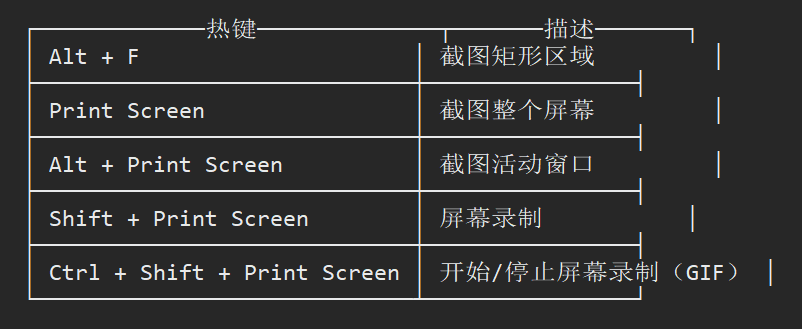 热键 描述
Alt + F 截图矩形区域
Print Screen 截图整个屏幕
Alt + Print Screen 截图活动窗口
Shift + Print Screen 屏幕录制
Ctrl + Shift + Print Screen 开始/停止屏幕录制（GIF）